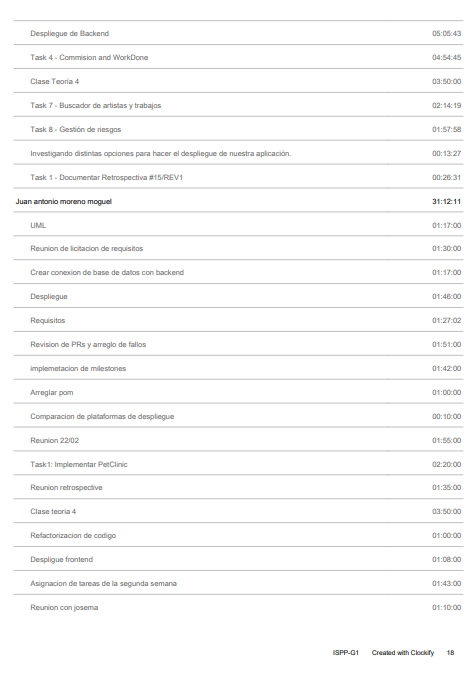 Despliegue de Backend 05:05:43
Task 4 - Commision and WorkDone 04:54:45
Clase Teoría 4 03:50:00
Task 7 - Buscador de artistas y trabajos 02:14:19
Task 8 - Gestión de riesgos 01:57:58
Investigando distintas opciones para hacer el despliegue de nuestra aplicación. 00:13:27
Task 1 - Documentar Retrospectiva #15/REV1 00:26:31
Juan antonio moreno moguel 31:12:11
UML 01:17:00
Reunion de licitacion de requisitos 01:30:00
Crear conexion de base de datos con backend 01:17:00
Despliegue 01:46:00
Requisitos 01:27:02
Revision de PRs y arreglo de fallos 01:51:00
implemetacion de milestones 01:42:00
Arreglar pom 01:00:00
Comparacion de plataformas de despliegue 00:10:00
Reunion 22/02 01:55:00
Task1: Implementar PetClinic 02:20:00
Reunion retrospective 01:35:00
Clase teoria 4 03:50:00
Refactorizacion de codigo 01:00:00
Despligue frontend 01:08:00
Asignacion de tareas de la segunda semana 01:43:00
Reunion con josema 01:10:00
ISPP-G1 Created with Clockify 18